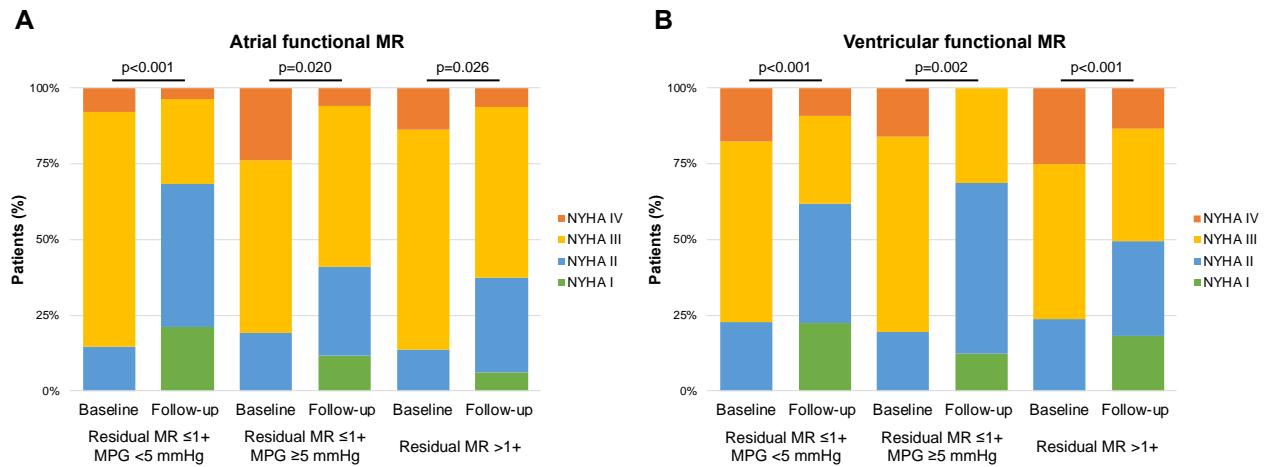 A
Atrial functional MR
p<0.001
p=0.020
p=0.026
Patients (%)
100%
75%
50%
25%
0%
Baseline Follow-up Baseline Follow-up Baseline Follow-up
Residual MR ≤1+
MPG <5 mmHg
Residual MR ≤1+
MPG ≥5 mmHg
Residual MR >1+
NYHA IV
NYHA III
NYHA II
NYHA I
B
Ventricular functional MR
p<0.001
p=0.002
p<0.001
Patients (%)
100%
75%
50%
25%
0%
Baseline Follow-up Baseline Follow-up Baseline Follow-up
Residual MR ≤1+
MPG <5 mmHg
Residual MR ≤1+
MPG ≥5 mmHg
Residual MR >1+
NYHA IV
NYHA III
NYHA II
NYHA I